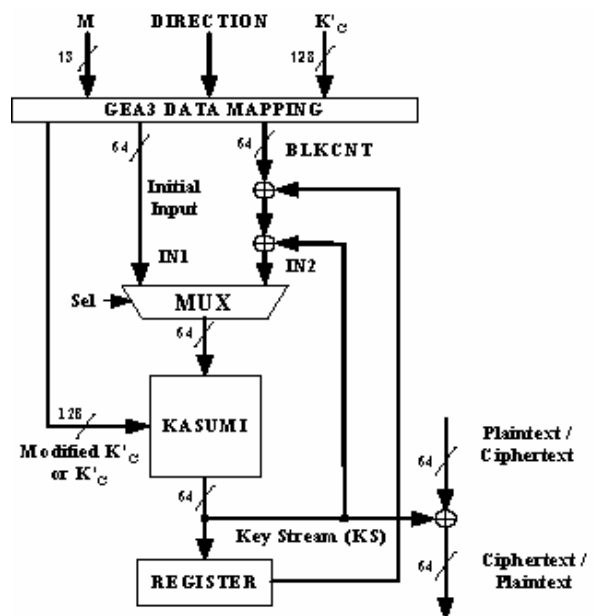 M DIRECTION K'c
13 128
GEA3 DATA MAPPING
64 64 BLKCNT
Initial
Input
IN1 IN2
Sel MUX
64
128 KASUMI
Modified K'c
or K'c
64
Plaintext /
Ciphertext
64
Key Stream (KS)
REGISTER
64
Ciphertext /
Plaintext